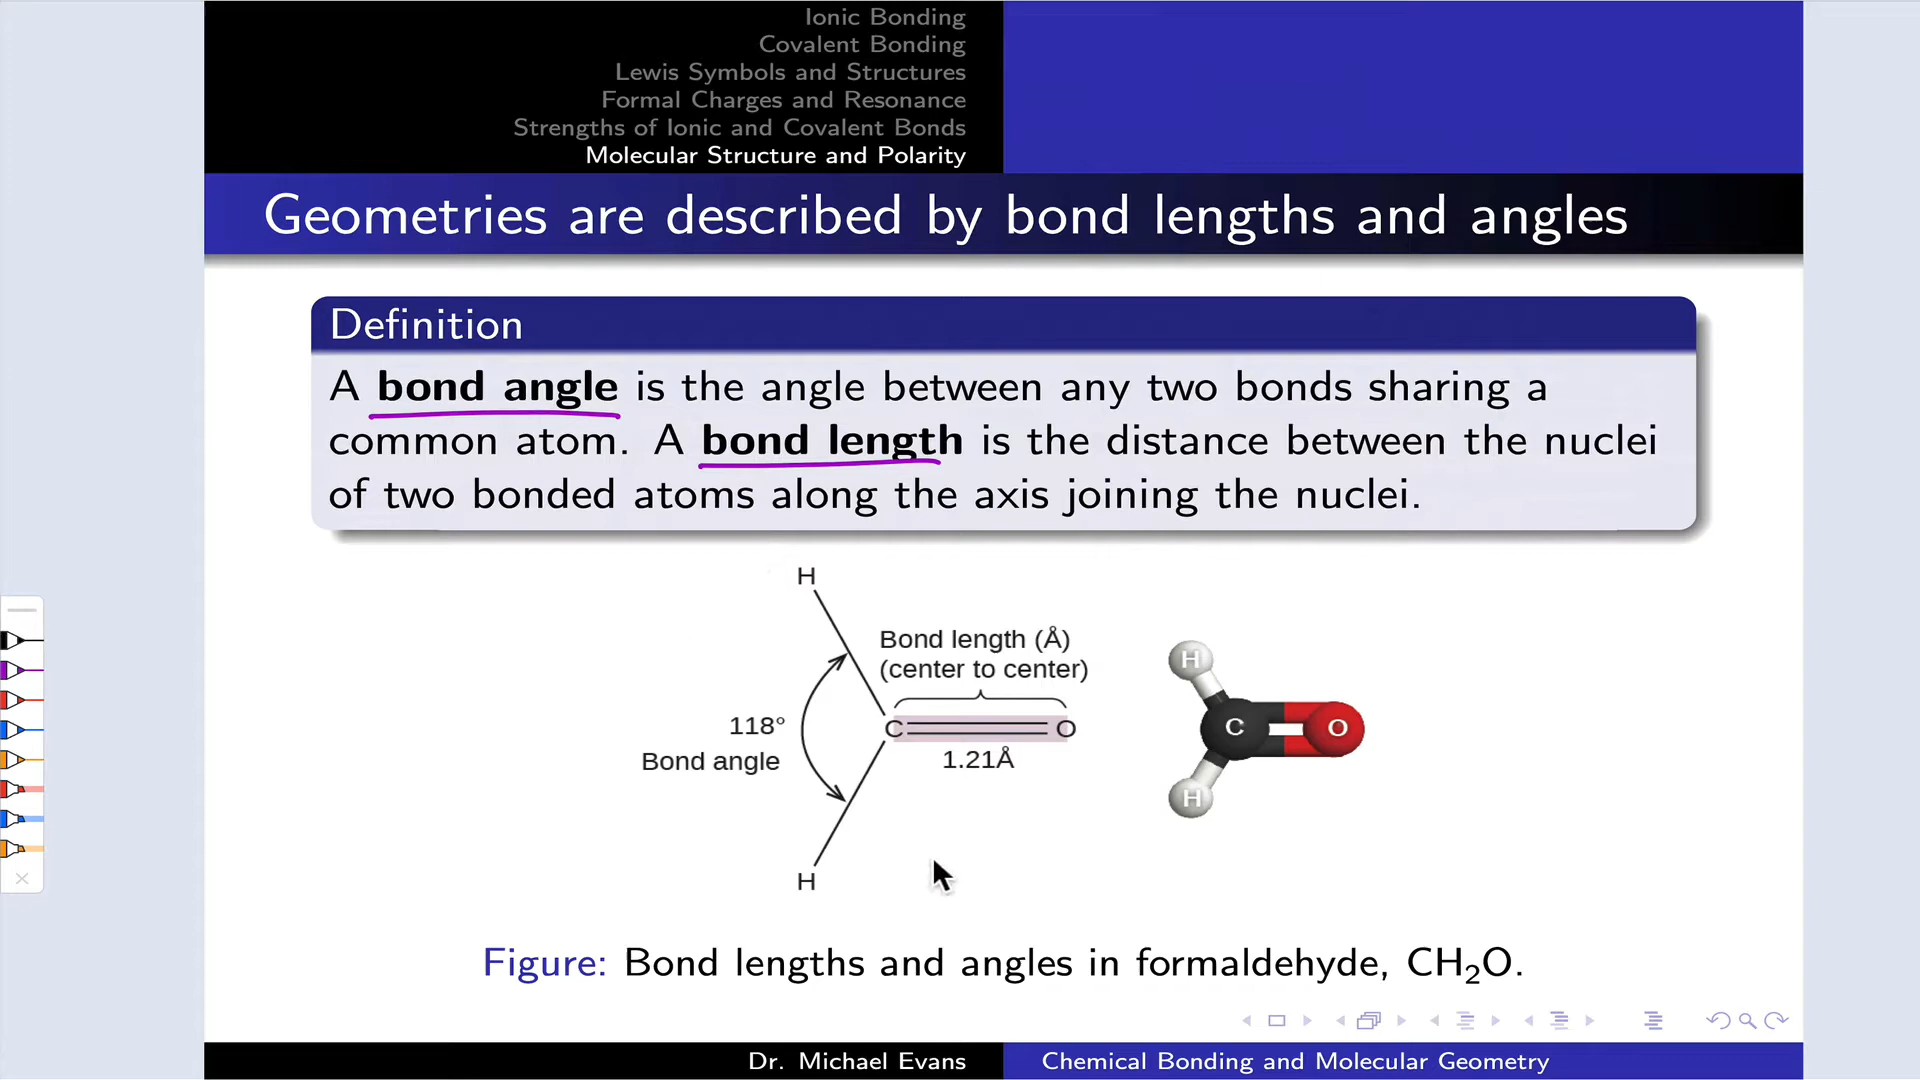 Ionic Bonding
Covalent Bonding
Lewis Symbols and Structures
Formal Charges and Resonance
Strengths of Ionic and Covalent Bonds
Molecular Structure and Polarity
Geometries are described by bond lengths and angles
Definition
A bond angle is the angle between any two bonds sharing a
common atom. A bond length is the distance between the nuclei
of two bonded atoms along the axis joining the nuclei.
H
Bond length (Å)
(center to center)
118°
Bond angle
C O
1.21Å
H
H
C O
H
Figure: Bond lengths and angles in formaldehyde, CH₂O.
Dr. Michael Evans
Chemical Bonding and Molecular Geometry